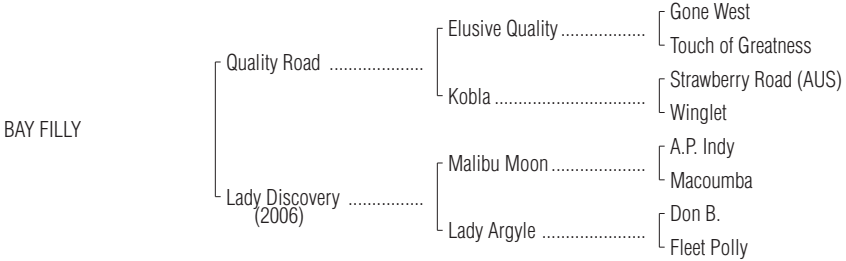 Gone West
Elusive Quality ..................
Touch of Greatness
Quality Road ....................
Strawberry Road (AUS)
Kobla ................................
Winglet
BAY FILLY
A.P. Indy
Malibu Moon ....................
Macoumba
Lady Discovery ................
(2006)
Don B.
Lady Argyle ......................
Fleet Polly